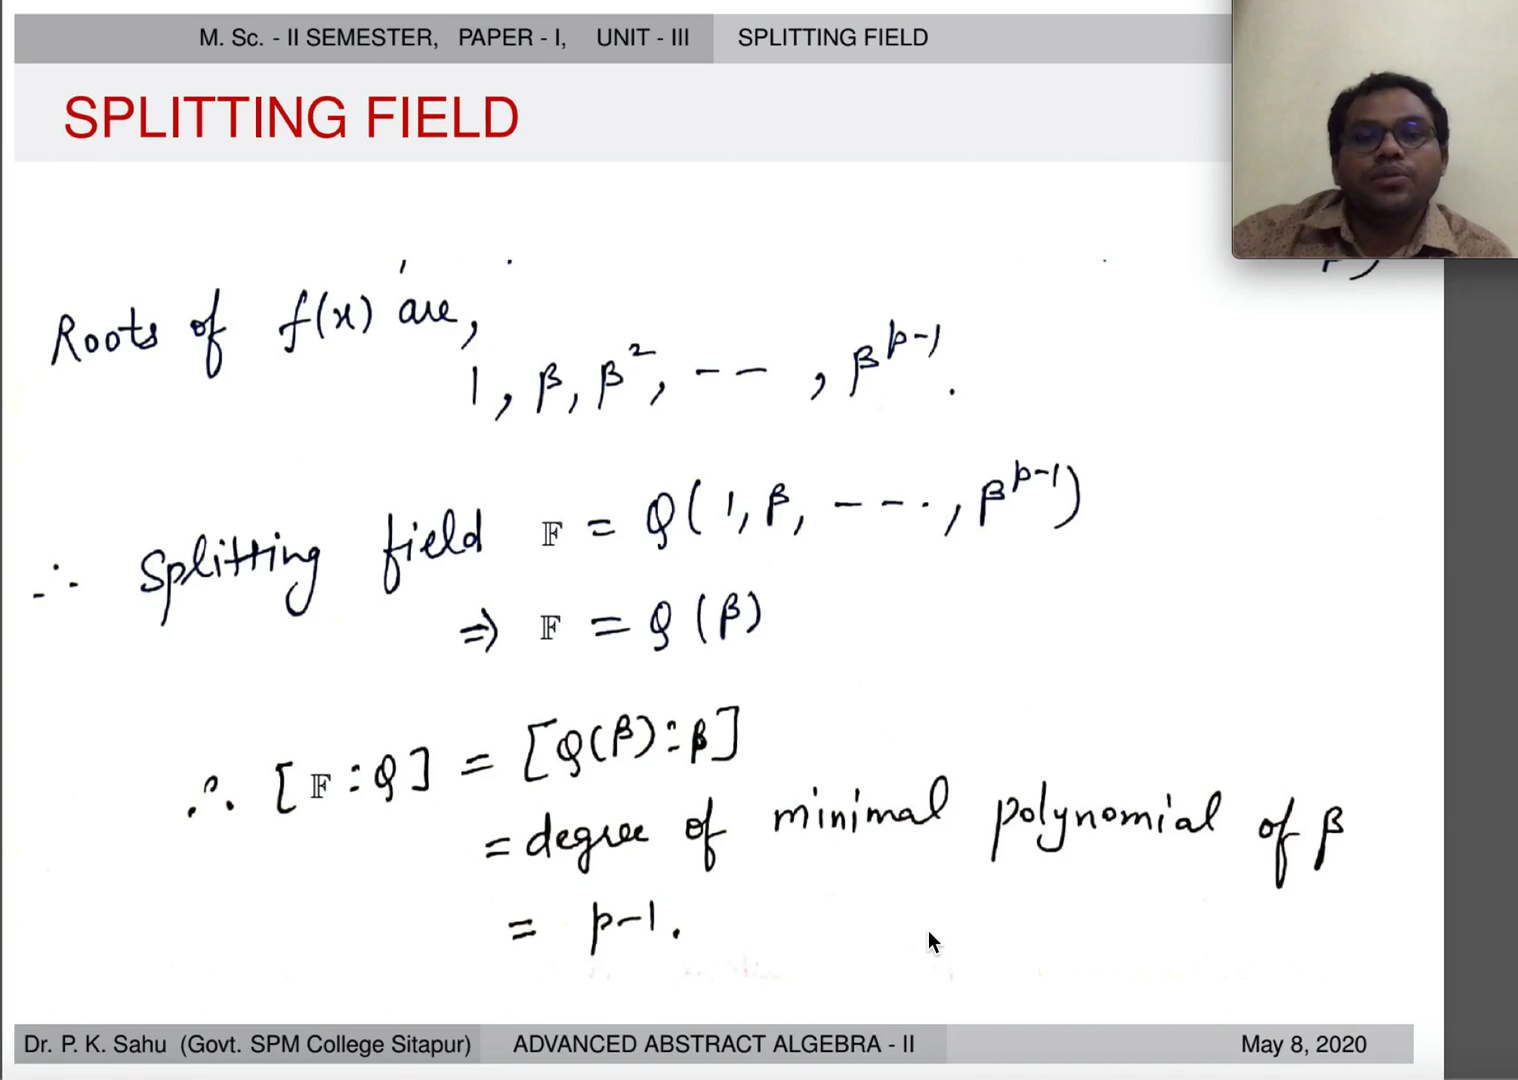 M. Sc. - II SEMESTER, PAPER - I, UNIT - III SPLITTING FIELD
SPLITTING FIELD
Roots of f(x) are,
1, β, β², -- , β^{p-1}.
∴ Splitting field 𝔽 = Q(1, β, ----, β^{p-1})
⇒ 𝔽 = Q(β)
∴ [𝔽 : Q] = [Q(β) : β]
= degree of minimal polynomial of β
= p-1.
Dr. P. K. Sahu (Govt. SPM College Sitapur) ADVANCED ABSTRACT ALGEBRA - II May 8, 2020